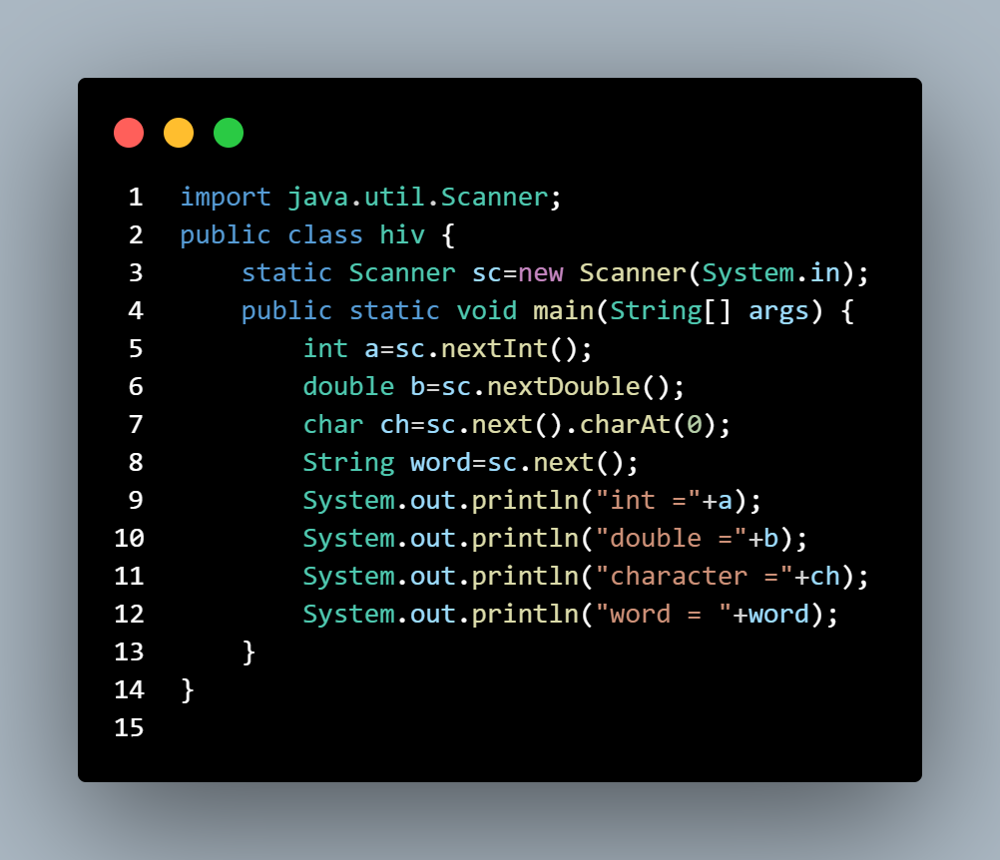 1 import java.util.Scanner;
2 public class hiv {
3     static Scanner sc=new Scanner(System.in);
4     public static void main(String[] args) {
5         int a=sc.nextInt();
6         double b=sc.nextDouble();
7         char ch=sc.next().charAt(0);
8         String word=sc.next();
9         System.out.println("int ="+a);
10         System.out.println("double ="+b);
11         System.out.println("character ="+ch);
12         System.out.println("word = "+word);
13     }
14 }
15